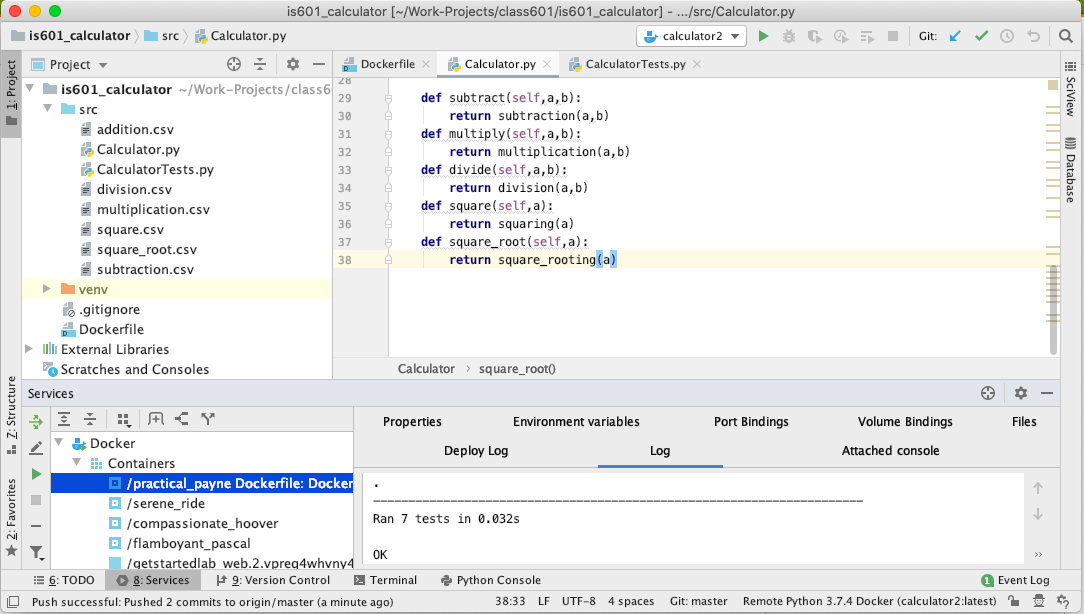 is601_calculator [~/Work-Projects/class601/is601_calculator] - .../src/Calculator.py
is601_calculator src Calculator.py
calculator2
Git:
1: Project
Project
Dockerfile
Calculator.py
CalculatorTests.py
is601_calculator ~/Work-Projects/class6
src
addition.csv
Calculator.py
CalculatorTests.py
division.csv
multiplication.csv
square.csv
square_root.csv
subtraction.csv
venv
.gitignore
Dockerfile
External Libraries
Scratches and Consoles
28
29 def subtract(self,a,b):
30 return subtraction(a,b)
31 def multiply(self,a,b):
32 return multiplication(a,b)
33 def divide(self,a,b):
34 return division(a,b)
35 def square(self,a):
36 return squaring(a)
37 def square_root(self,a):
38 return square_rooting(a)
Calculator › square_root()
SciView
Database
Z: Structure
2: Favorites
Services
Docker
Containers
/practical_payne Dockerfile: Docker
/serene_ride
/compassionate_hoover
/flamboyant_pascal
/getstartedlab_web.2.vpreg4whvny4
Properties
Environment variables
Port Bindings
Volume Bindings
Files
Deploy Log
Log
Attached console
.
----------------------------------------------------------------------
Ran 7 tests in 0.032s
OK
6: TODO
8: Services
9: Version Control
Terminal
Python Console
1 Event Log
Push successful: Pushed 2 commits to origin/master (a minute ago)
38:33 LF UTF-8 4 spaces Git: master Remote Python 3.7.4 Docker (calculator2:latest)